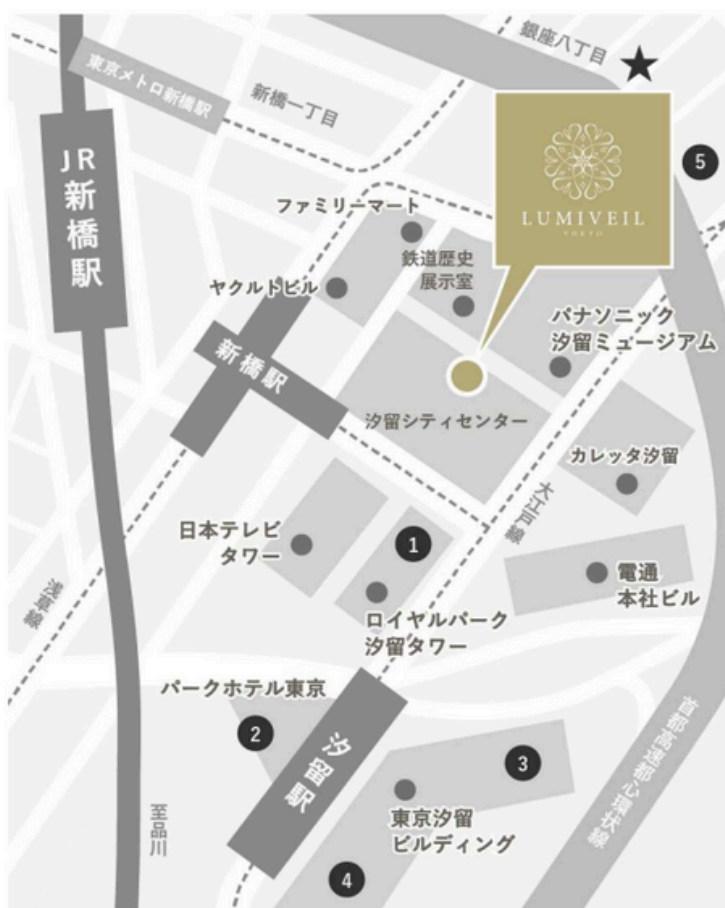 銀座八丁目
★
東京メトロ新橋駅
新橋一丁目
JR新橋駅
LUMIVEIL
TOKYO
5
ファミリーマート
鉄道歴史
展示室
ヤクルトビル
パナソニック
汐留ミュージアム
新橋駅
汐留シティセンター
カレッタ汐留
大江戸線
日本テレビ
タワー
1
電通
本社ビル
浅草線
ロイヤルパーク
汐留タワー
パークホテル東京
2
汐留駅
3
首都高速都心環状線
東京汐留
ビルディング
至品川
4